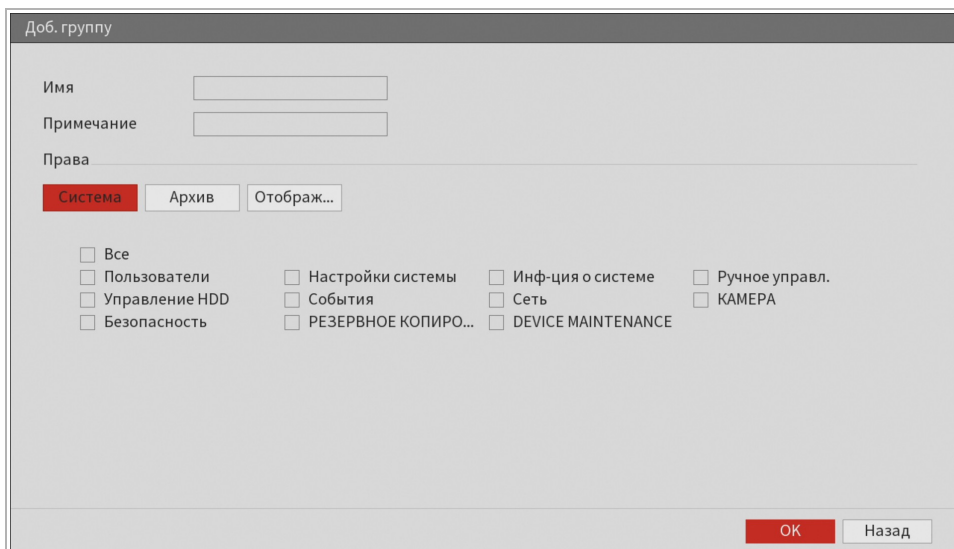 Доб. группу
Имя
Примечание
Права
Система Архив Отображ...
Все
Пользователи Настройки системы Инф-ция о системе Ручное управл.
Управление HDD События Сеть КАМЕРА
Безопасность РЕЗЕРВНОЕ КОПИРО... DEVICE MAINTENANCE
OK Назад